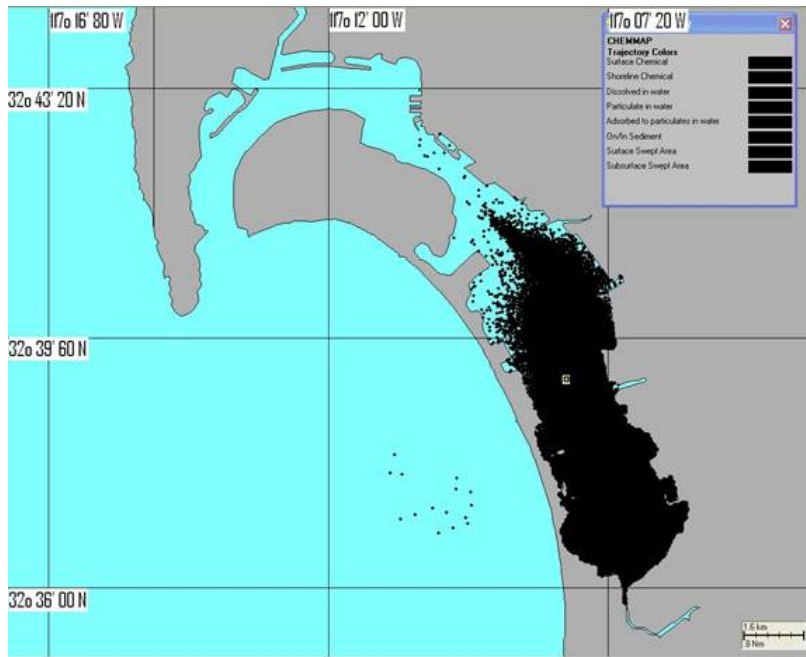 117o 16' 80 W
117o 12' 00 W
117o 07' 20 W
CHEMMAP
Trajectory Colors
Surface Chemical
Shoreline Chemical
Dissolved in water
Particulate in water
Adsorbed to particulates in water
On/In Sediment
Surface Swept Area
Subsurface Swept Area
32o 43' 20 N
32o 39' 60 N
32o 36' 00 N
1.6 km
.8 Nm